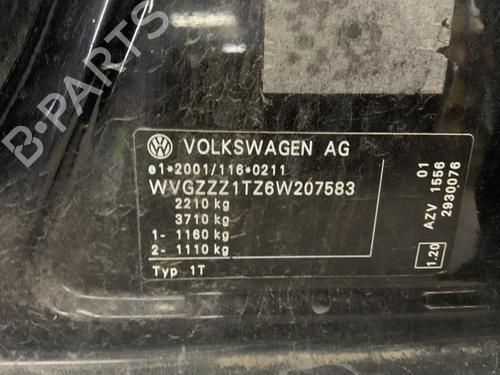 VOLKSWAGEN AG
e1*2001/116*0211
WVGZZZ1TZ6W207583
2210 kg
3710 kg
1- 1160 kg
2- 1110 kg
Typ 1T
01
AZV 1556
2930076
1.20
B-PARTS